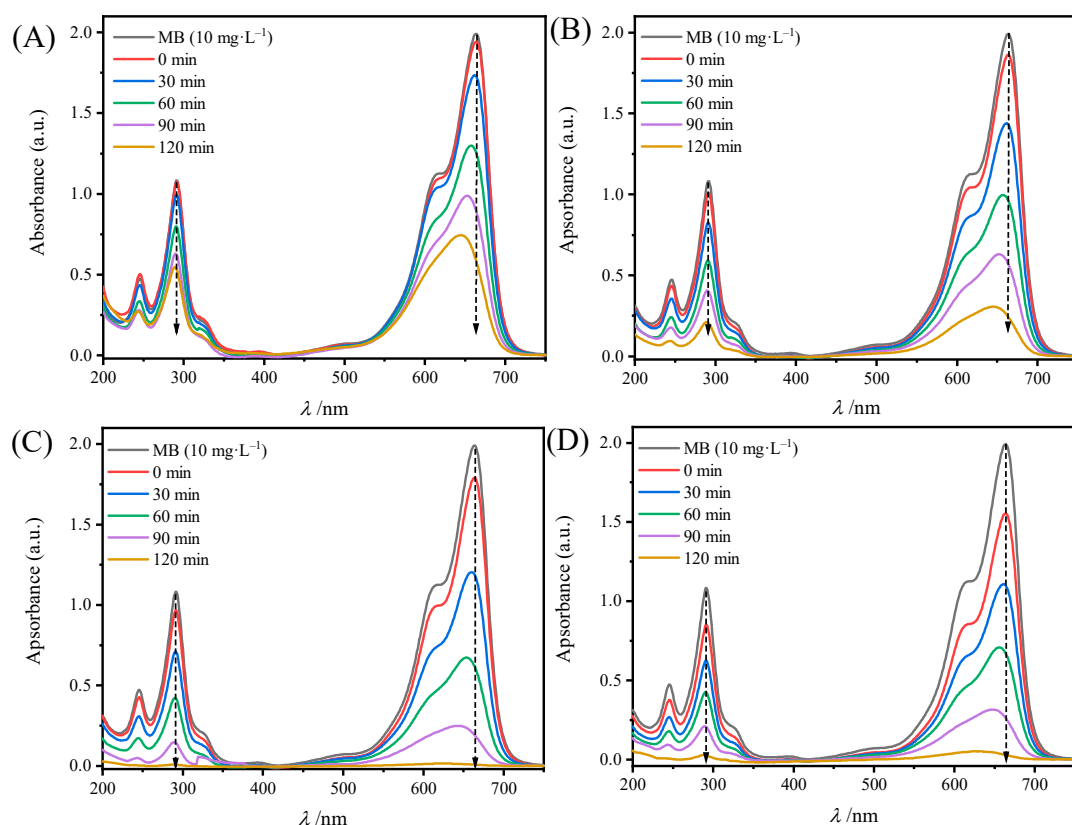 (A)
MB (10 mg·L⁻¹)
0 min
30 min
60 min
90 min
120 min
2.0
1.5
1.0
0.5
0.0
Absorbance (a.u.)
200 300 400 500 600 700
λ /nm
(B)
MB (10 mg·L⁻¹)
0 min
30 min
60 min
90 min
120 min
2.0
1.5
1.0
0.5
0.0
Apsorbance (a.u.)
200 300 400 500 600 700
λ /nm
(C)
MB (10 mg·L⁻¹)
0 min
30 min
60 min
90 min
120 min
2.0
1.5
1.0
0.5
0.0
Apsorbance (a.u.)
200 300 400 500 600 700
λ /nm
(D)
MB (10 mg·L⁻¹)
0 min
30 min
60 min
90 min
120 min
2.0
1.5
1.0
0.5
0.0
Apsorbance (a.u.)
200 300 400 500 600 700
λ /nm